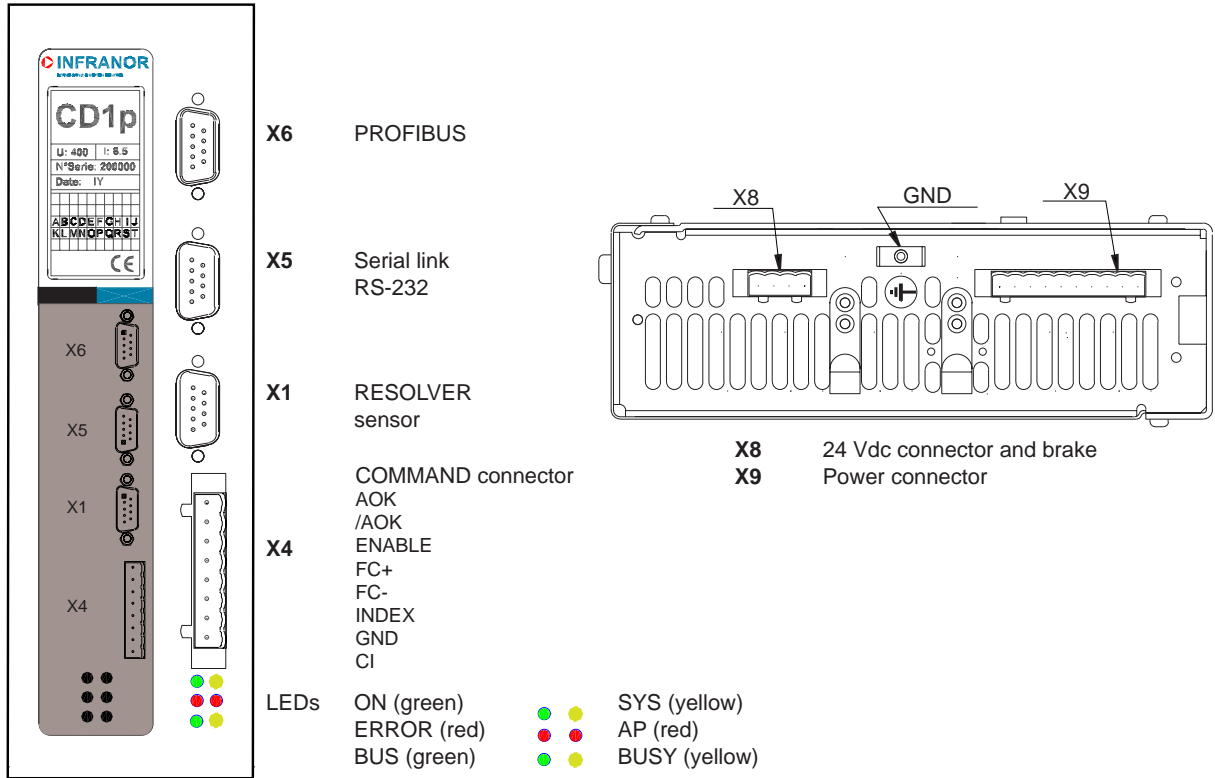 INFRANOR
CD1p
U: 400 I: 5.5
N°Serie: 200000
Date: IY
ABCDEFGHIJ
KLMNOPQRST
CE
X6
X5
X1
X4
X6 PROFIBUS
X5 Serial link
RS-232
X1 RESOLVER
sensor
COMMAND connector
AOK
/AOK
X4 ENABLE
FC+
FC-
INDEX
GND
CI
LEDs ON (green) SYS (yellow)
ERROR (red) AP (red)
BUS (green) BUSY (yellow)
X8 GND X9
X8 24 Vdc connector and brake
X9 Power connector